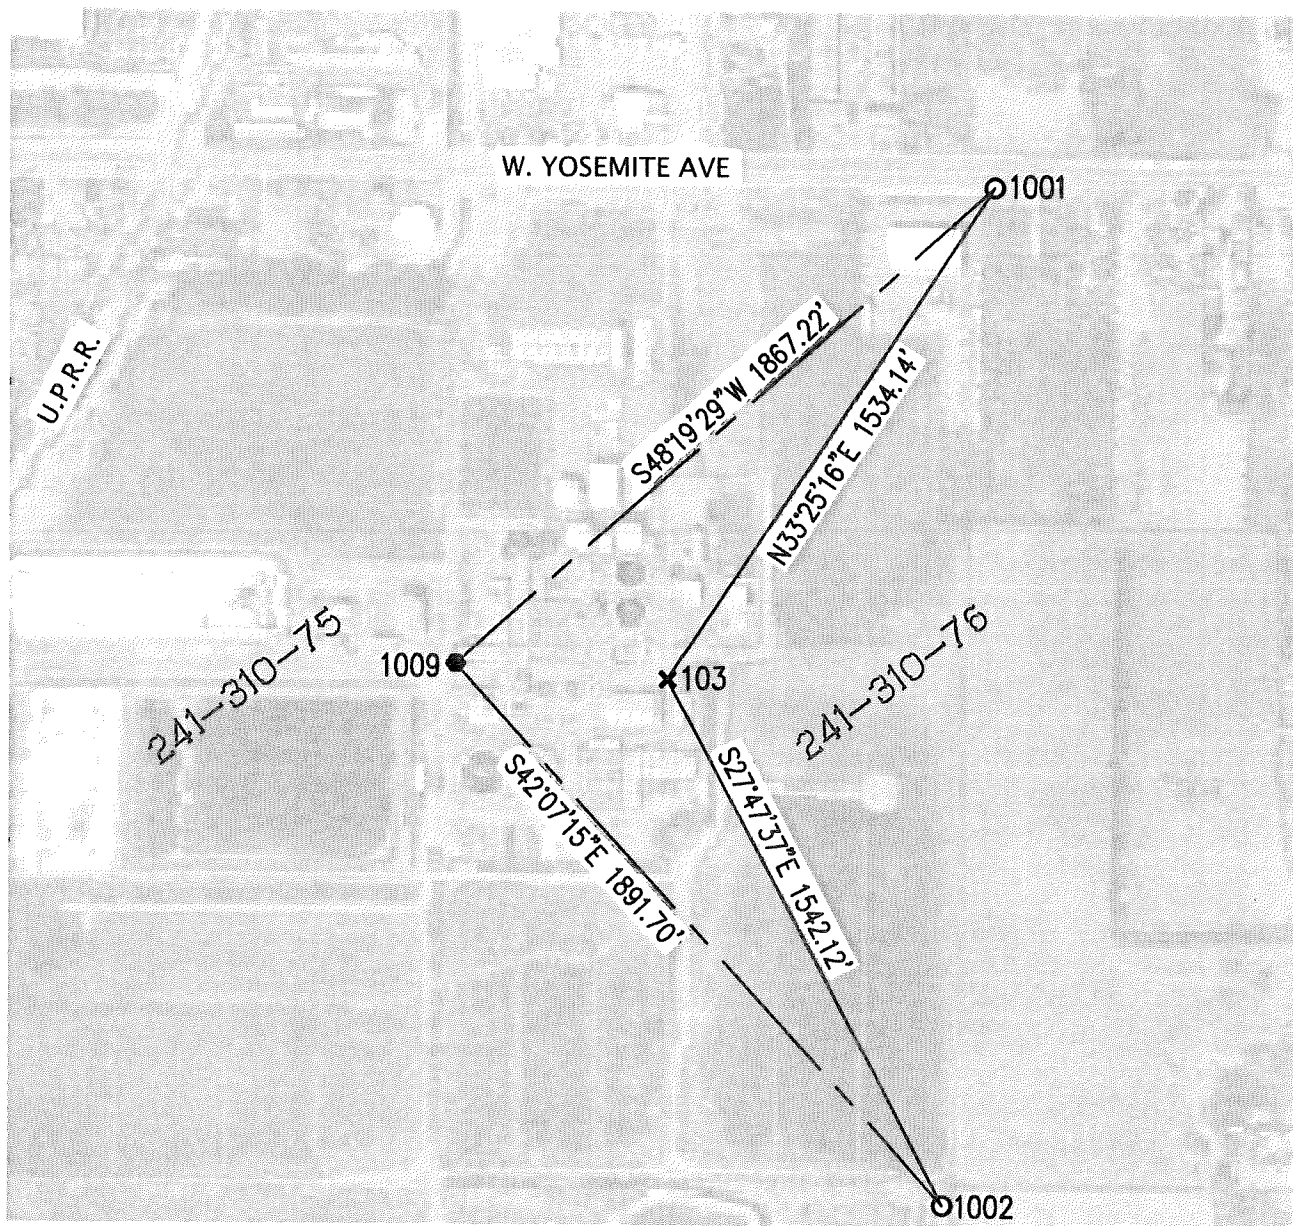 W. YOSEMITE AVE
1001
U.P.R.R.
S48°19'29"W 1867.22'
N33°25'16"E 1534.14'
241-310-75
1009
103
241-310-76
S42°07'15"E 1891.70'
S27°47'37"E 1542.12'
1002